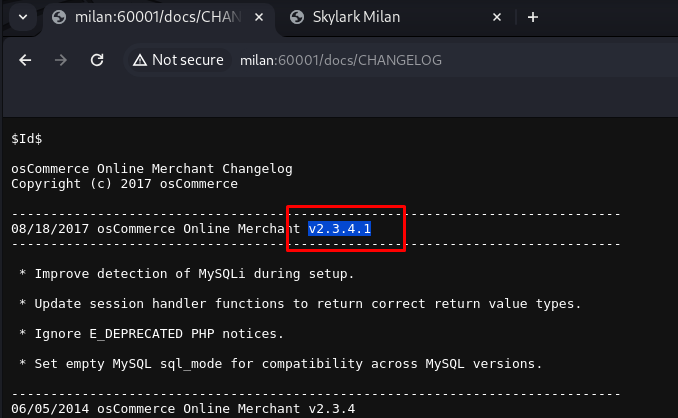 milan:60001/docs/CHAN
Skylark Milan
Not secure
milan:60001/docs/CHANGELOG
$Id$
osCommerce Online Merchant Changelog
Copyright (c) 2017 osCommerce
------------------------------------------------------------------------------
08/18/2017 osCommerce Online Merchant v2.3.4.1
------------------------------------------------------------------------------
* Improve detection of MySQLi during setup.
* Update session handler functions to return correct return value types.
* Ignore E_DEPRECATED PHP notices.
* Set empty MySQL sql_mode for compatibility across MySQL versions.
------------------------------------------------------------------------------
06/05/2014 osCommerce Online Merchant v2.3.4